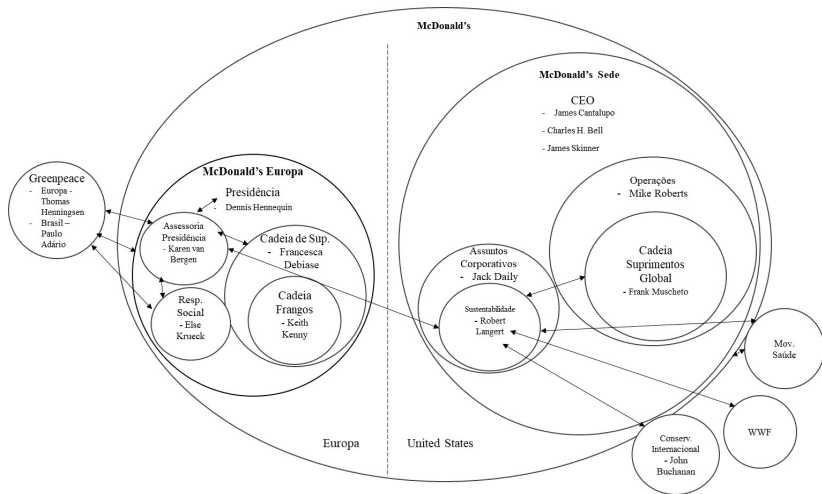 McDonald's
McDonald's Sede
CEO
- James Cantalupo
- Charles H. Bell
- James Skinner
McDonald's Europa
Presidência
- Dennis Hennequin
Greenpeace
- Europa -
Thomas
Henningsen
- Brasil –
Paulo
Adário
Assessoria
Presidência
- Karen van
Bergen
Cadeia de Sup.
- Francesca
Debiase
Resp.
Social
- Else
Krueck
Cadeia
Frangos
- Keith
Kenny
Operações
- Mike Roberts
Cadeia
Suprimentos
Global
- Frank Muscheto
Assuntos
Corporativos
- Jack Daily
Sustentabilidade
- Robert
Langert
Mov.
Saúde
WWF
Conserv.
Internacional
- John
Buchanan
Europa
United States